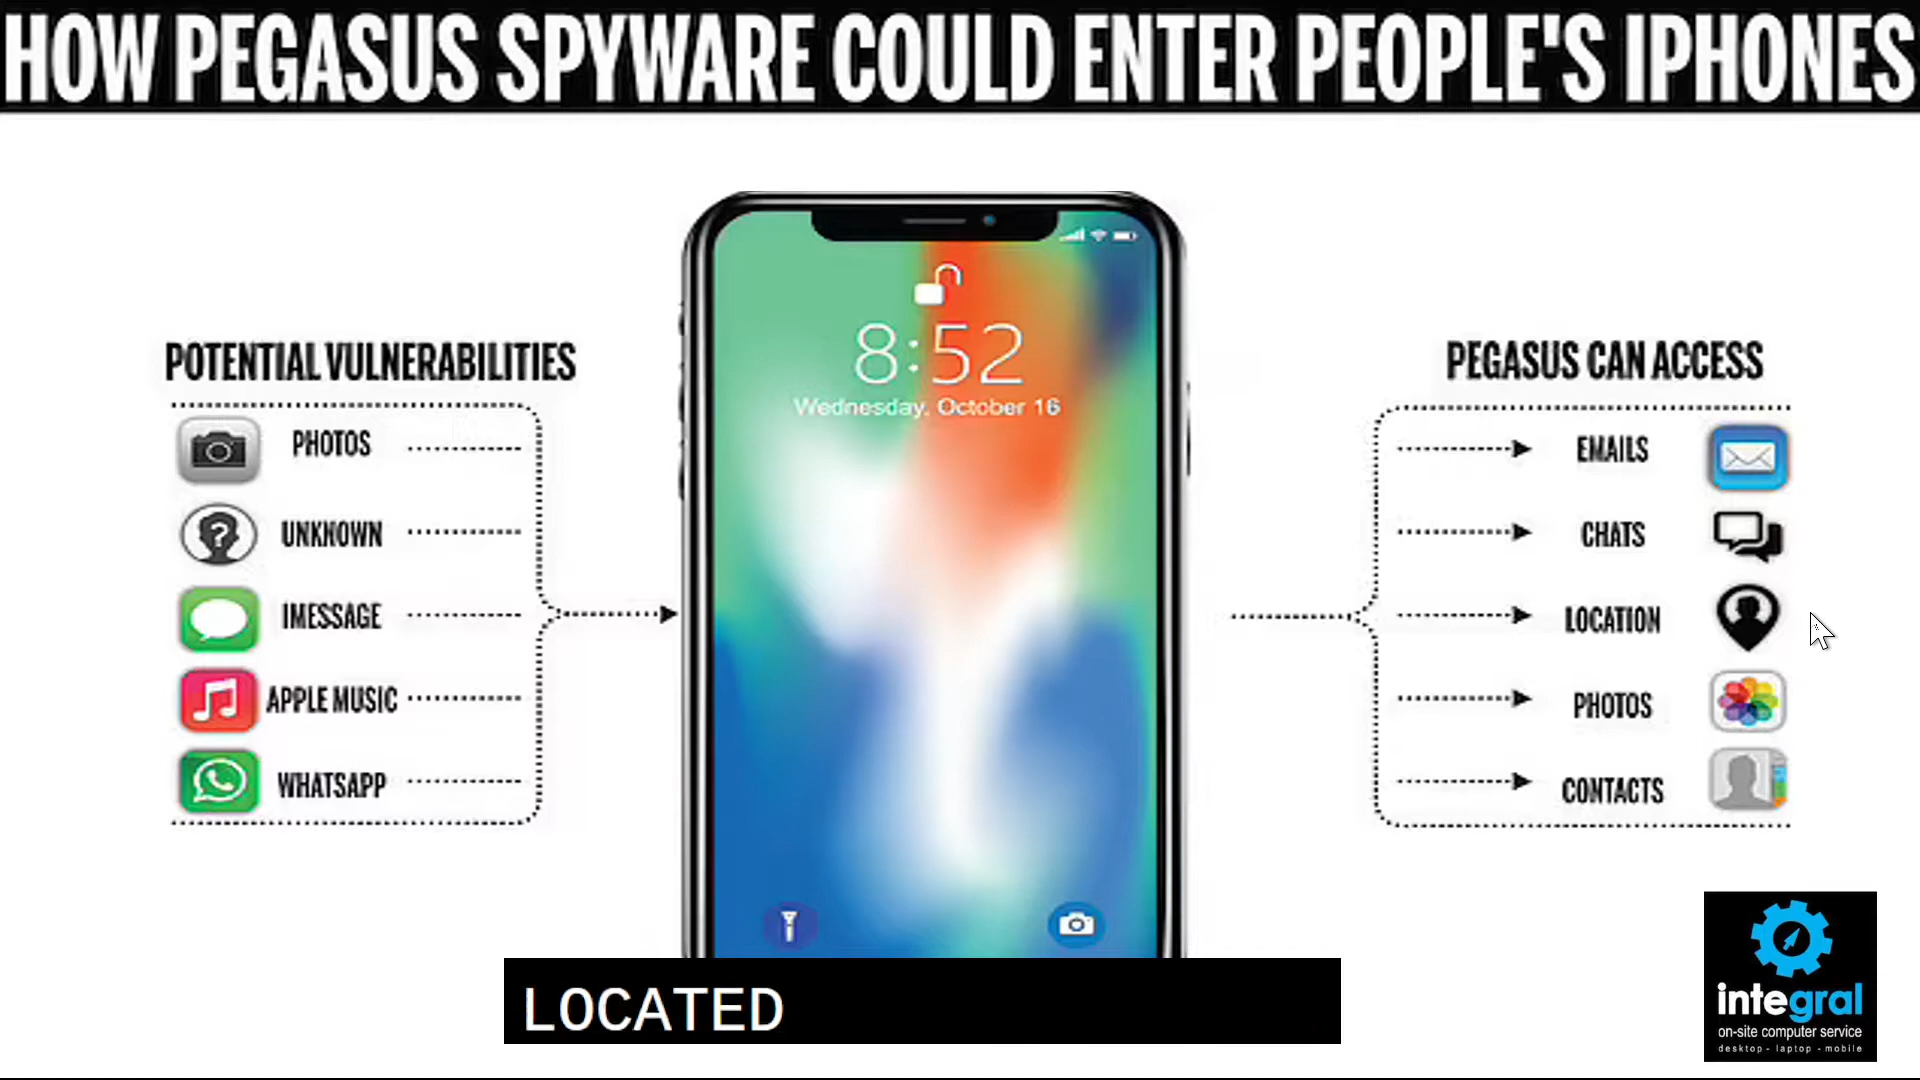 HOW PEGASUS SPYWARE COULD ENTER PEOPLE'S IPHONES
8:52
Wednesday, October 16
POTENTIAL VULNERABILITIES
PHOTOS
UNKNOWN
IMESSAGE
APPLE MUSIC
WHATSAPP
PEGASUS CAN ACCESS
EMAILS
CHATS
LOCATION
PHOTOS
CONTACTS
LOCATED
integral
on-site computer service
desktop - laptop - mobile